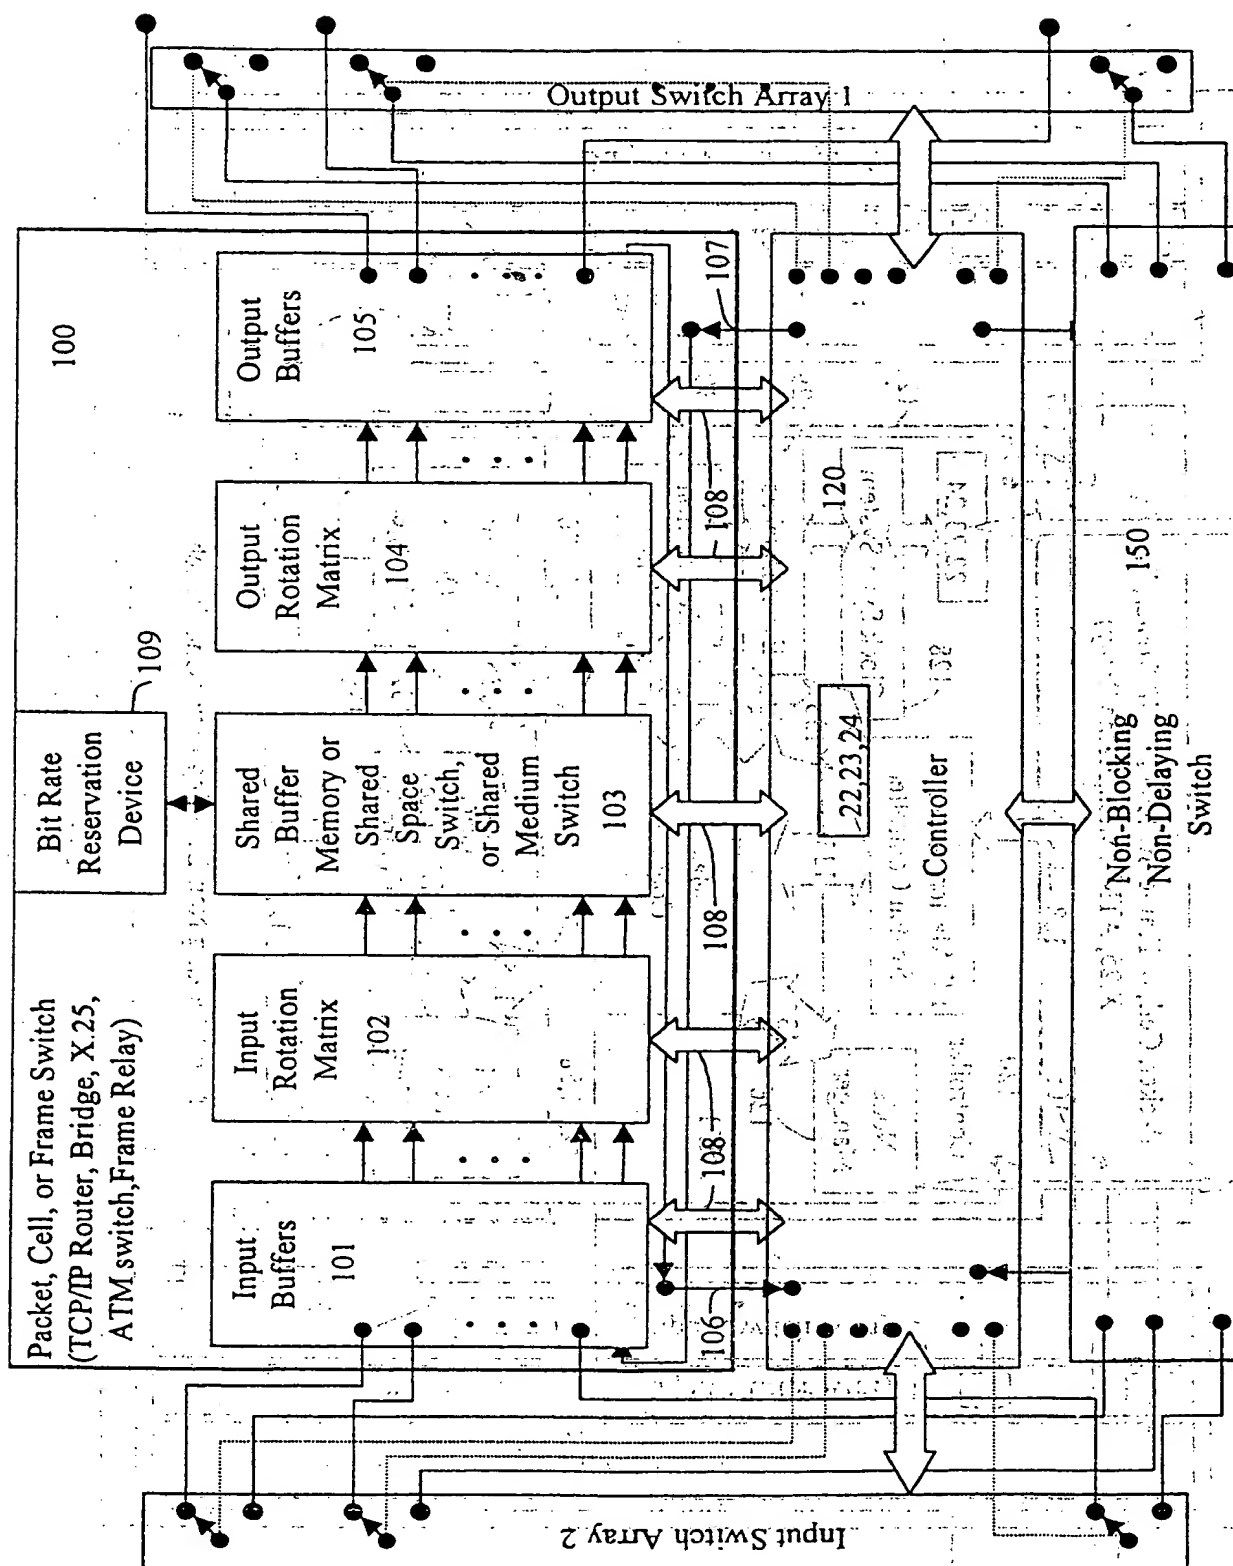 Packet, Cell, or Frame Switch
(TCP/IP Router, Bridge, X.25,
ATM switch,Frame Relay)
100
Bit Rate
Reservation
Device
109
Input
Buffers
101
Input
Rotation
Matrix
102
Shared
Buffer
Memory or
Shared
Space
Switch,
or Shared
Medium
Switch
103
Output
Rotation
Matrix
104
Output
Buffers
105
106
108
108
108
107
22,23,24
Controller
120
Non-Blocking
Non-Delaying
Switch
150
Input Switch Array 2
Output Switch Array 1